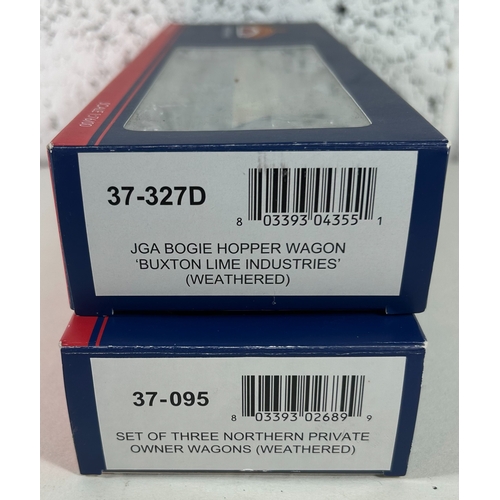 37-327D
8 03393 04355 1
JGA BOGIE HOPPER WAGON
'BUXTON LIME INDUSTRIES'
(WEATHERED)
37-095
8 03393 02689 9
SET OF THREE NORTHERN PRIVATE
OWNER WAGONS (WEATHERED)